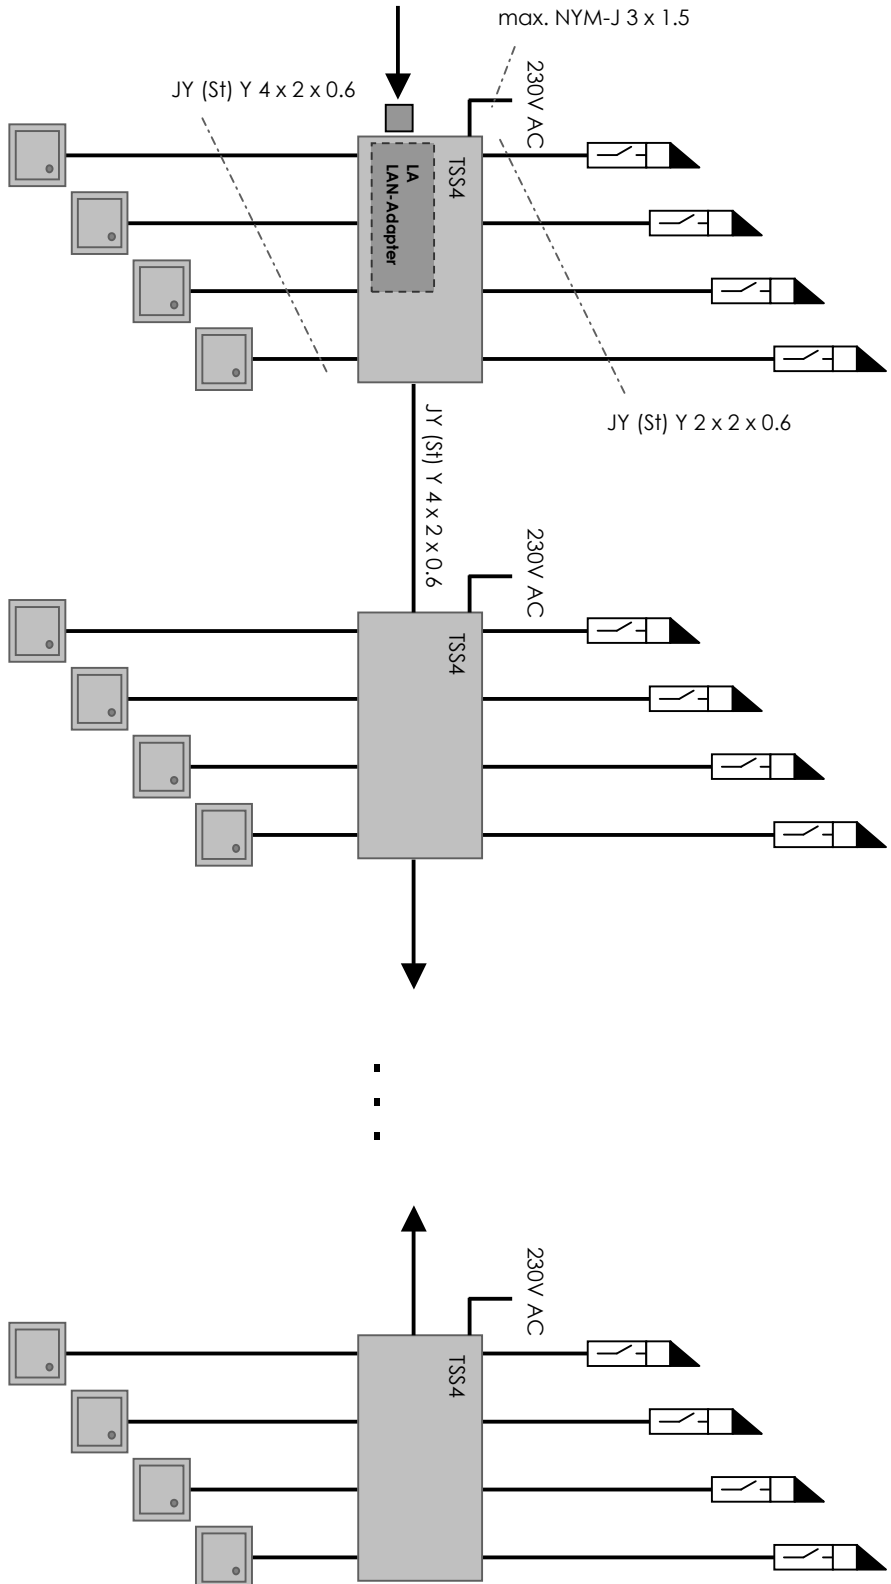 max. NYM-J 3 x 1.5
230V AC
JY (St) Y 4 x 2 x 0.6
TSS4
LA
LAN-Adapter
JY (St) Y 2 x 2 x 0.6
JY (St) Y 4 x 2 x 0.6
230V AC
TSS4
230V AC
TSS4